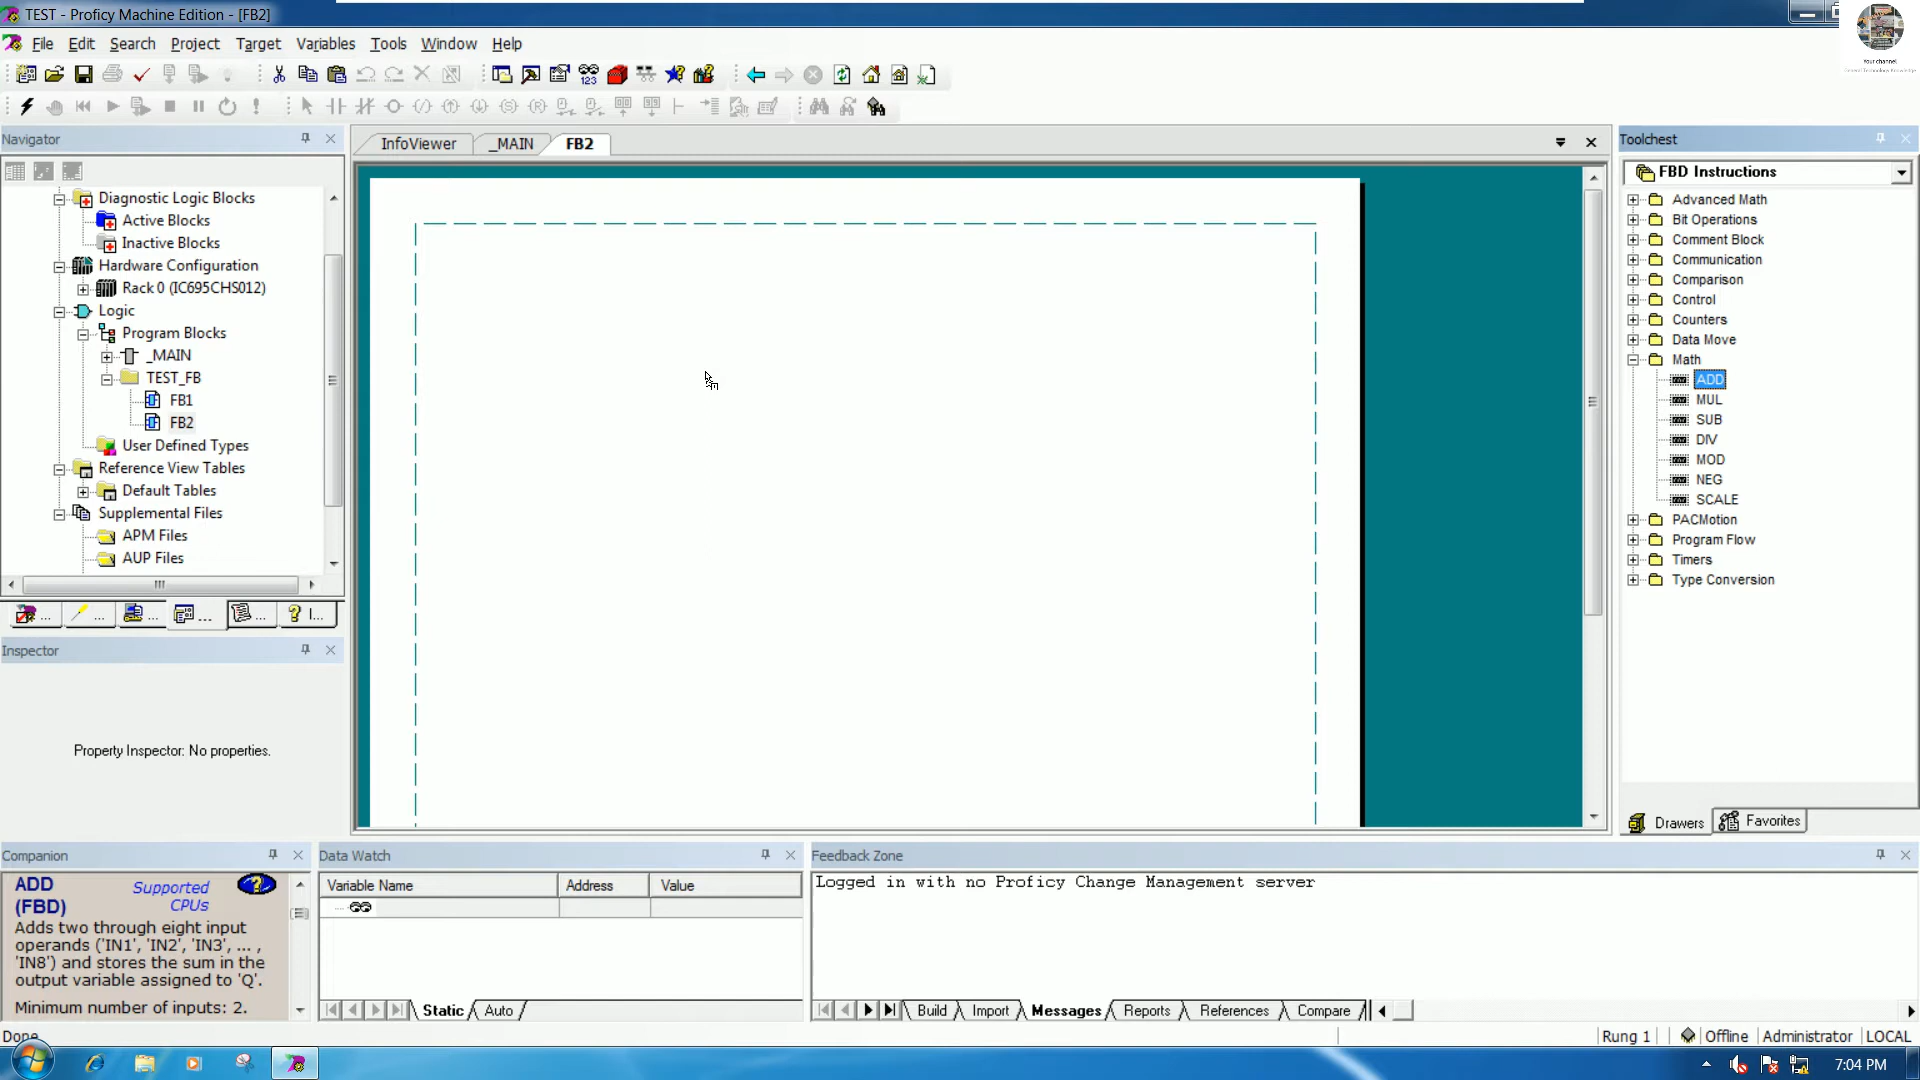 TEST - Proficy Machine Edition - [FB2]
File Edit Search Project Target Variables Tools Window Help
Your channel
General Technology Knowledge
123
Navigator
InfoViewer _MAIN FB2
Toolchest
FBD Instructions
Diagnostic Logic Blocks
Active Blocks
Inactive Blocks
Hardware Configuration
Rack 0 (IC695CHS012)
Logic
Program Blocks
_MAIN
TEST_FB
FB1
FB2
User Defined Types
Reference View Tables
Default Tables
Supplemental Files
APM Files
AUP Files
Advanced Math
Bit Operations
Comment Block
Communication
Comparison
Control
Counters
Data Move
Math
ADD
MUL
SUB
DIV
MOD
NEG
SCALE
PACMotion
Program Flow
Timers
Type Conversion
... ... ... ... ... I...
Inspector
Property Inspector: No properties.
Drawers Favorites
Companion
ADD (FBD)
Supported CPUs
Adds two through eight input
operands ('IN1', 'IN2', 'IN3', ... ,
'IN8') and stores the sum in the
output variable assigned to 'Q'.
Minimum number of inputs: 2.
Data Watch
Variable Name Address Value
Static Auto
Feedback Zone
Logged in with no Proficy Change Management server
Build Import Messages Reports References Compare
Done
Rung 1 Offline Administrator LOCAL
7:04 PM